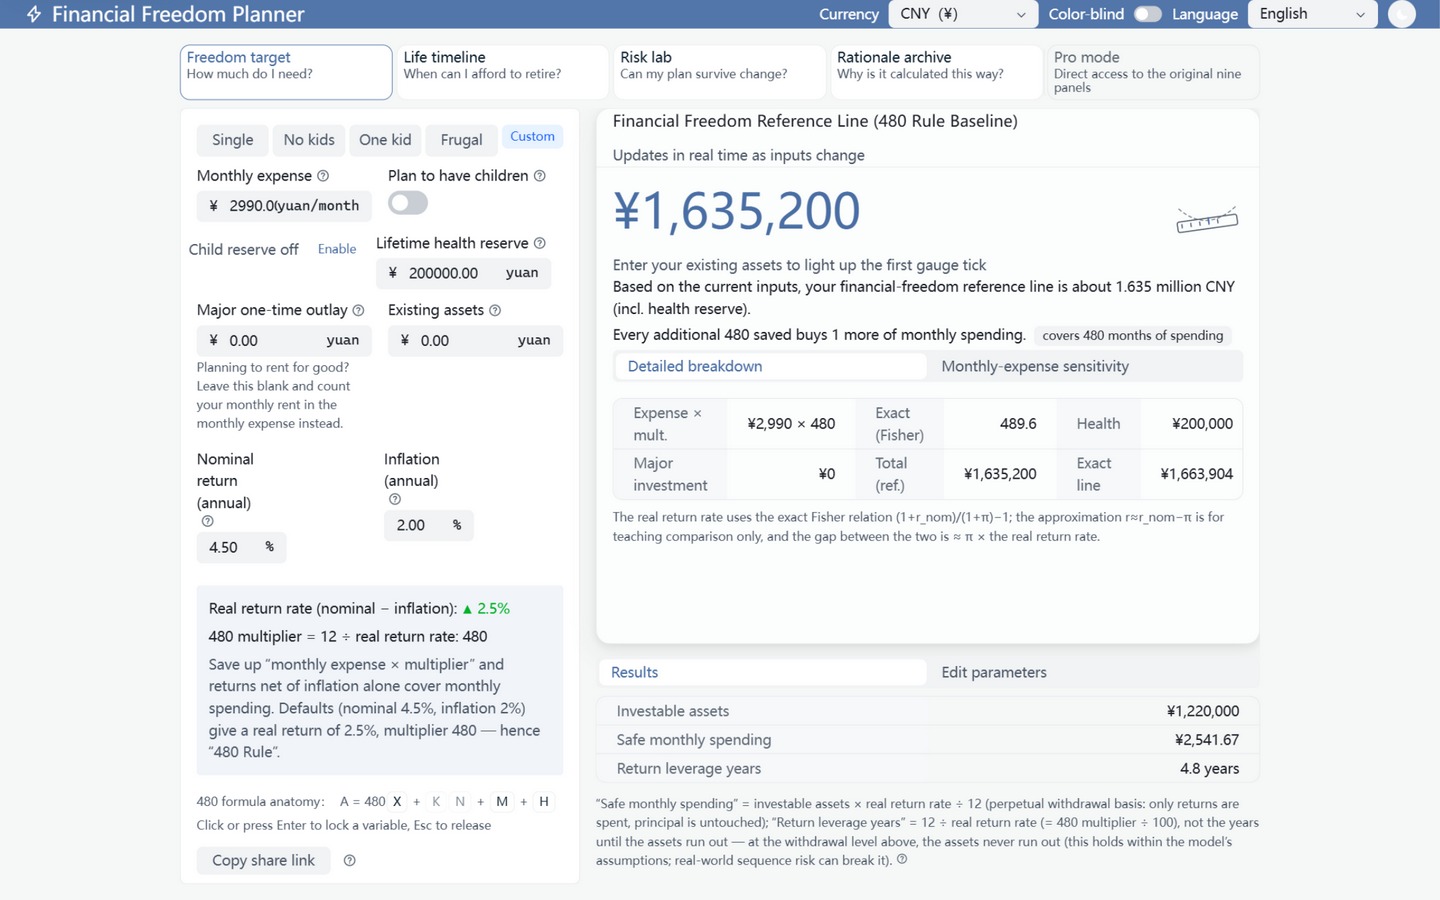 Financial Freedom Planner
Currency
CNY (¥)
Color-blind
Language
English
Freedom target
How much do I need?
Life timeline
When can I afford to retire?
Risk lab
Can my plan survive change?
Rationale archive
Why is it calculated this way?
Pro mode
Direct access to the original nine
panels
Single
No kids
One kid
Frugal
Custom
Monthly expense
Plan to have children
¥ 2990.0(yuan/month
Child reserve off
Enable
Lifetime health reserve
¥ 200000.00 yuan
Major one-time outlay
Existing assets
¥ 0.00 yuan
¥ 0.00 yuan
Planning to rent for good?
Leave this blank and count
your monthly rent in the
monthly expense instead.
Nominal
return
(annual)
4.50 %
Inflation
(annual)
2.00 %
Real return rate (nominal − inflation): ▲ 2.5%
480 multiplier = 12 ÷ real return rate: 480
Save up “monthly expense × multiplier” and
returns net of inflation alone cover monthly
spending. Defaults (nominal 4.5%, inflation 2%)
give a real return of 2.5%, multiplier 480 — hence
“480 Rule”.
480 formula anatomy: A = 480 X + K N + M + H
Click or press Enter to lock a variable, Esc to release
Copy share link
Financial Freedom Reference Line (480 Rule Baseline)
Updates in real time as inputs change
¥1,635,200
Enter your existing assets to light up the first gauge tick
Based on the current inputs, your financial-freedom reference line is about 1.635 million CNY
(incl. health reserve).
Every additional 480 saved buys 1 more of monthly spending. covers 480 months of spending
Detailed breakdown
Monthly-expense sensitivity
Expense ×
mult.
¥2,990 × 480
Exact
(Fisher)
489.6
Health
¥200,000
Major
investment
¥0
Total
(ref.)
¥1,635,200
Exact
line
¥1,663,904
The real return rate uses the exact Fisher relation (1+r_nom)/(1+π)−1; the approximation r≈r_nom−π is for
teaching comparison only, and the gap between the two is ≈ π × the real return rate.
Results
Edit parameters
Investable assets ¥1,220,000
Safe monthly spending ¥2,541.67
Return leverage years 4.8 years
“Safe monthly spending” = investable assets × real return rate ÷ 12 (perpetual withdrawal basis: only returns are
spent, principal is untouched); “Return leverage years” = 12 ÷ real return rate (= 480 multiplier ÷ 100), not the years
until the assets run out — at the withdrawal level above, the assets never run out (this holds within the model’s
assumptions; real-world sequence risk can break it).